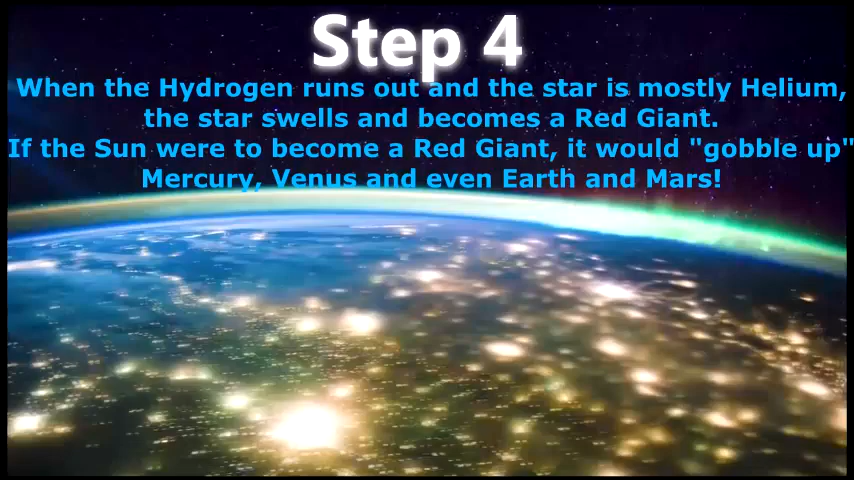 Step 4
When the Hydrogen runs out and the star is mostly Helium,
the star swells and becomes a Red Giant.
If the Sun were to become a Red Giant, it would "gobble up"
Mercury, Venus and even Earth and Mars!